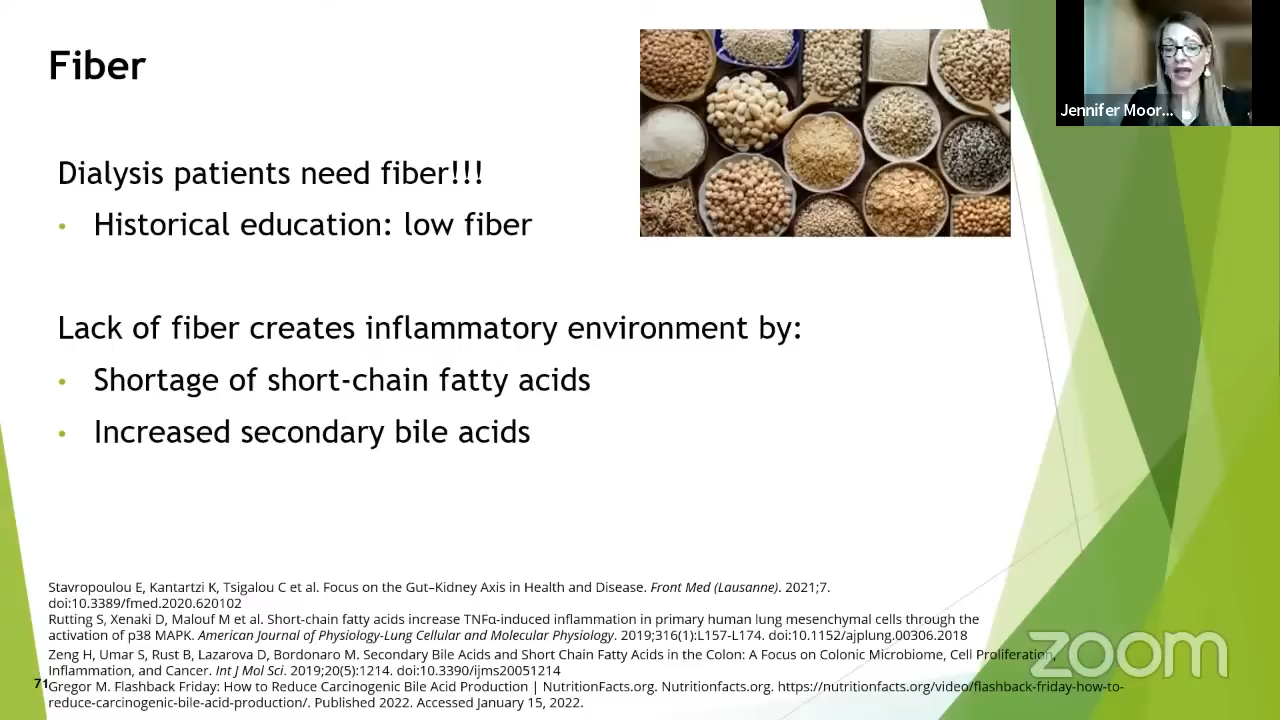 Fiber
Jennifer Moor...
Dialysis patients need fiber!!!
• Historical education: low fiber
Lack of fiber creates inflammatory environment by:
• Shortage of short-chain fatty acids
• Increased secondary bile acids
Stavropoulou E, Kantartzi K, Tsigalou C et al. Focus on the Gut–Kidney Axis in Health and Disease. Front Med (Lausanne). 2021;7.
doi:10.3389/fmed.2020.620102
Rutting S, Xenaki D, Malouf M et al. Short-chain fatty acids increase TNFα-induced inflammation in primary human lung mesenchymal cells through the
activation of p38 MAPK. American Journal of Physiology-Lung Cellular and Molecular Physiology. 2019;316(1):L157-L174. doi:10.1152/ajplung.00306.2018
Zeng H, Umar S, Rust B, Lazarova D, Bordonaro M. Secondary Bile Acids and Short Chain Fatty Acids in the Colon: A Focus on Colonic Microbiome, Cell Proliferation,
Inflammation, and Cancer. Int J Mol Sci. 2019;20(5):1214. doi:10.3390/ijms20051214
71
Gregor M. Flashback Friday: How to Reduce Carcinogenic Bile Acid Production | NutritionFacts.org. Nutritionfacts.org. https://nutritionfacts.org/video/flashback-friday-how-to-
reduce-carcinogenic-bile-acid-production/. Published 2022. Accessed January 15, 2022.
zoom